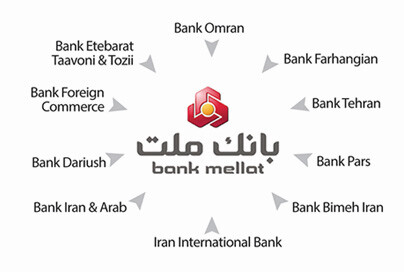 Bank Omran
Bank Etebarat
Taavoni & Tozii
Bank Farhangian
Bank Foreign
Commerce
Bank Tehran
بانک ملت
bank mellat
Bank Dariush
Bank Pars
Bank Iran & Arab
Bank Bimeh Iran
Iran International Bank